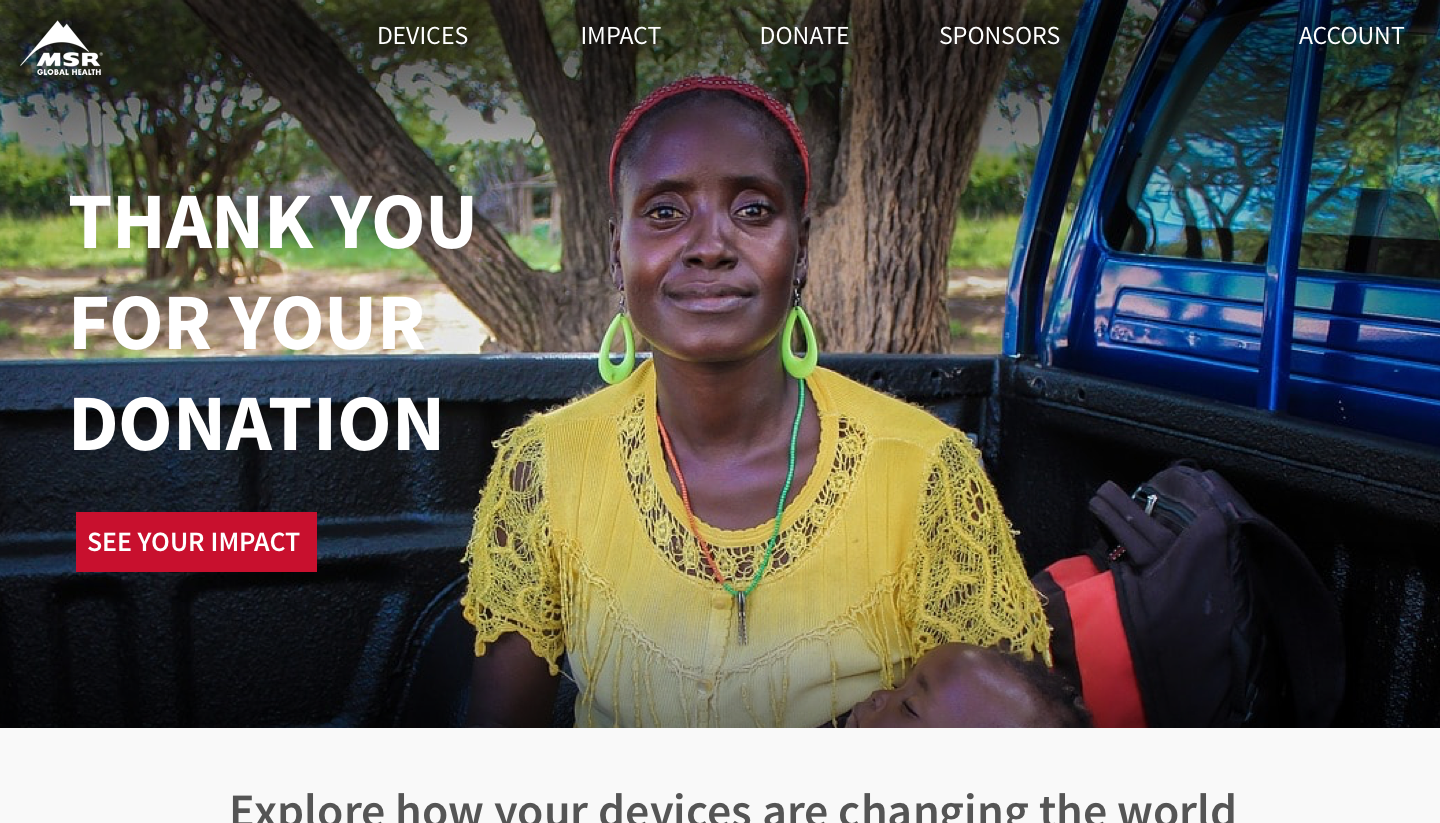 MSR
GLOBAL HEALTH
DEVICES
IMPACT
DONATE
SPONSORS
ACCOUNT
THANK YOU
FOR YOUR
DONATION
SEE YOUR IMPACT
Explore how your devices are changing the world